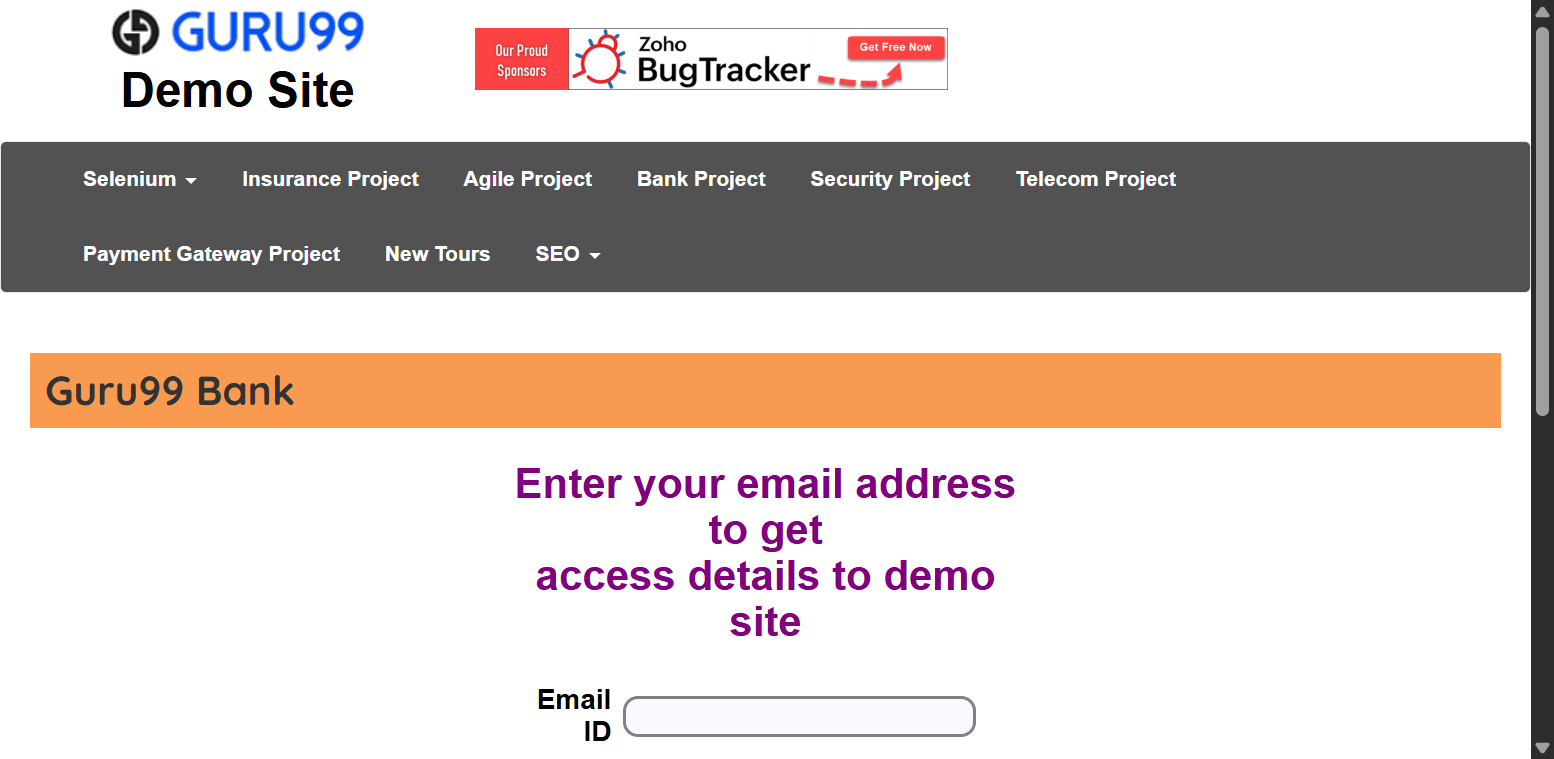 GURU99
Demo Site
Our Proud
Sponsors
Zoho
BugTracker
Get Free Now
Selenium
Insurance Project
Agile Project
Bank Project
Security Project
Telecom Project
Payment Gateway Project
New Tours
SEO
Guru99 Bank
Enter your email address
to get
access details to demo
site
Email
ID